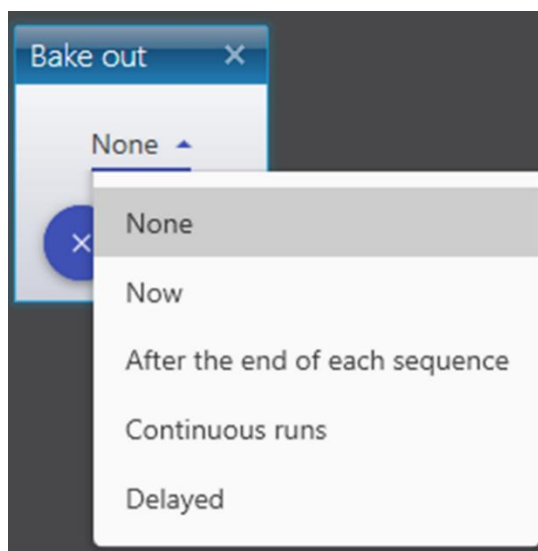 Bake out
None
None
Now
After the end of each sequence
Continuous runs
Delayed